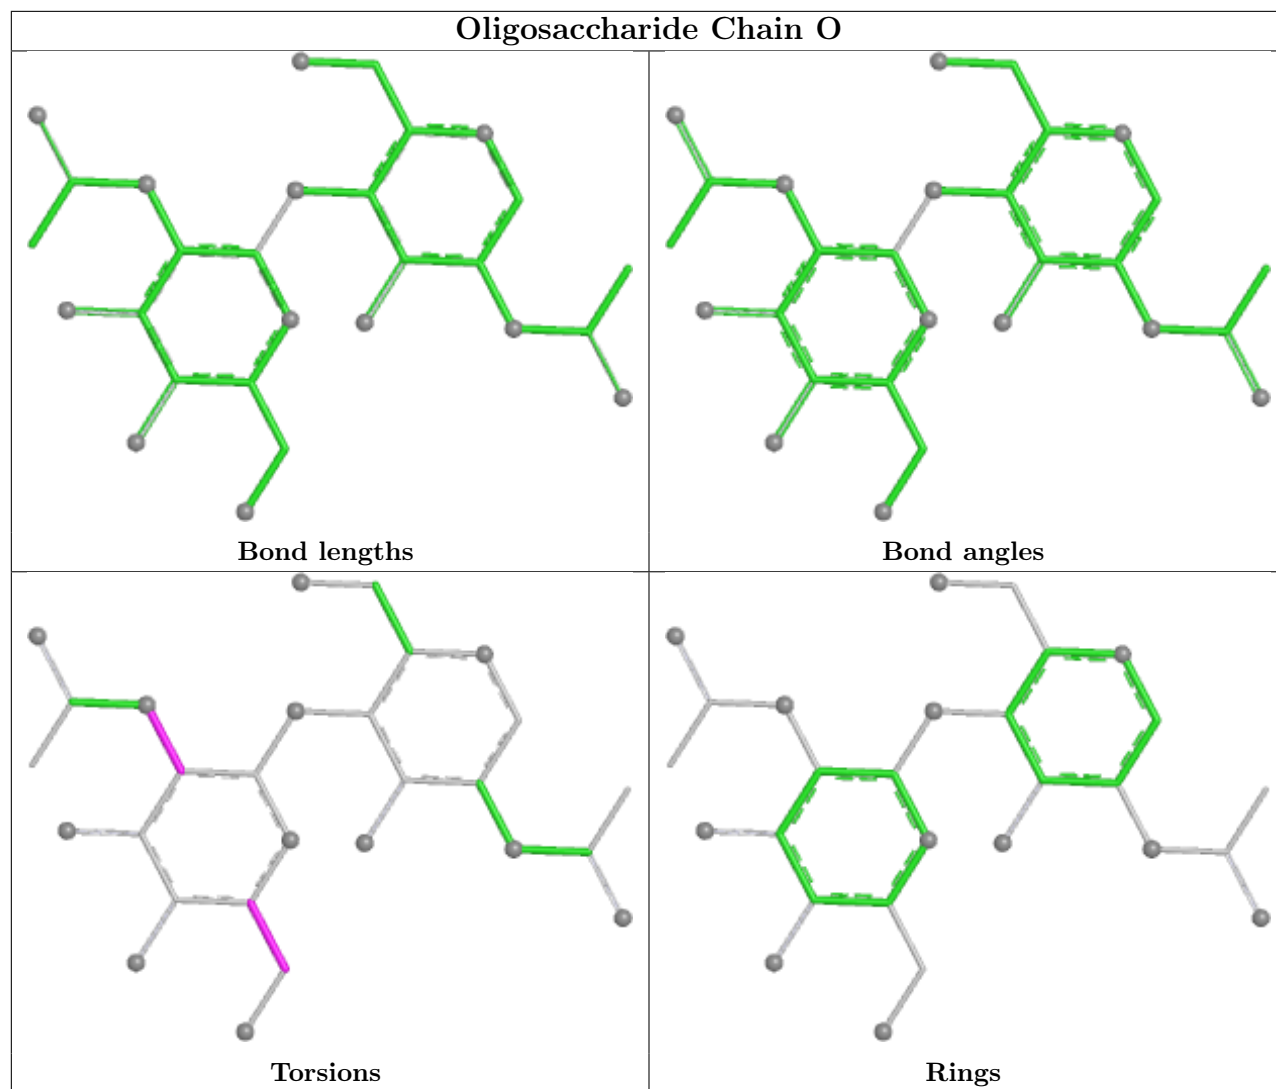 Oligosaccharide Chain O
Bond lengths
Bond angles
Torsions
Rings